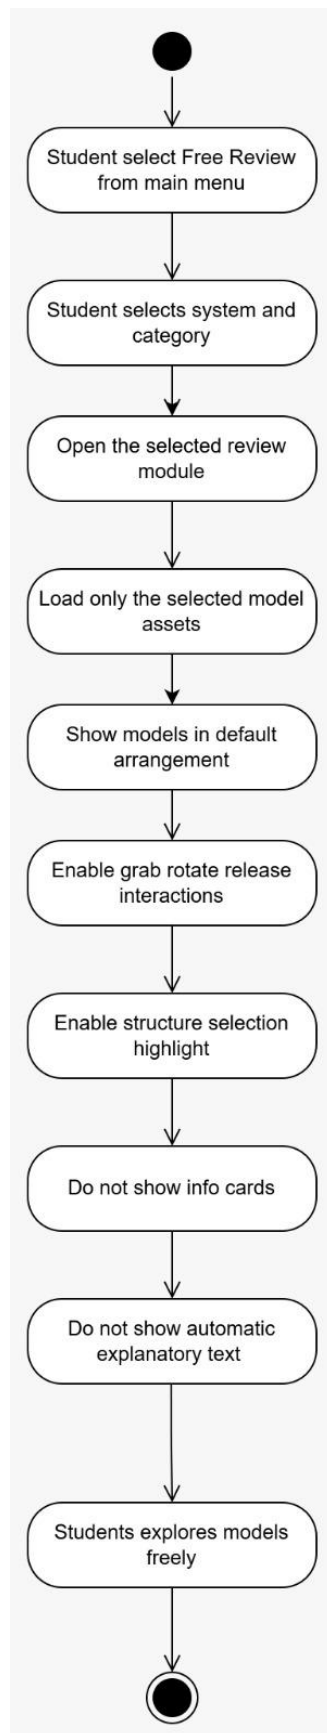 Student select Free Review
from main menu
Student selects system and
category
Open the selected review
module
Load only the selected model
assets
Show models in default
arrangement
Enable grab rotate release
interactions
Enable structure selection
highlight
Do not show info cards
Do not show automatic
explanatory text
Students explores models
freely